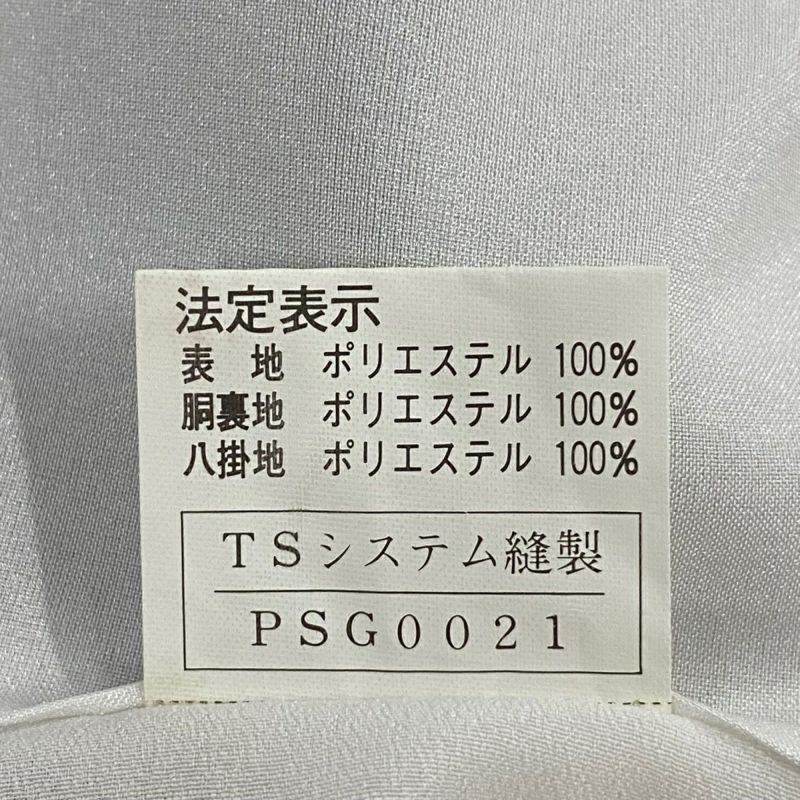 法定表示
表　地　ポリエステル 100%
胴裏地　ポリエステル 100%
八掛地　ポリエステル 100%
ＴＳシステム縫製
ＰＳＧ００２１